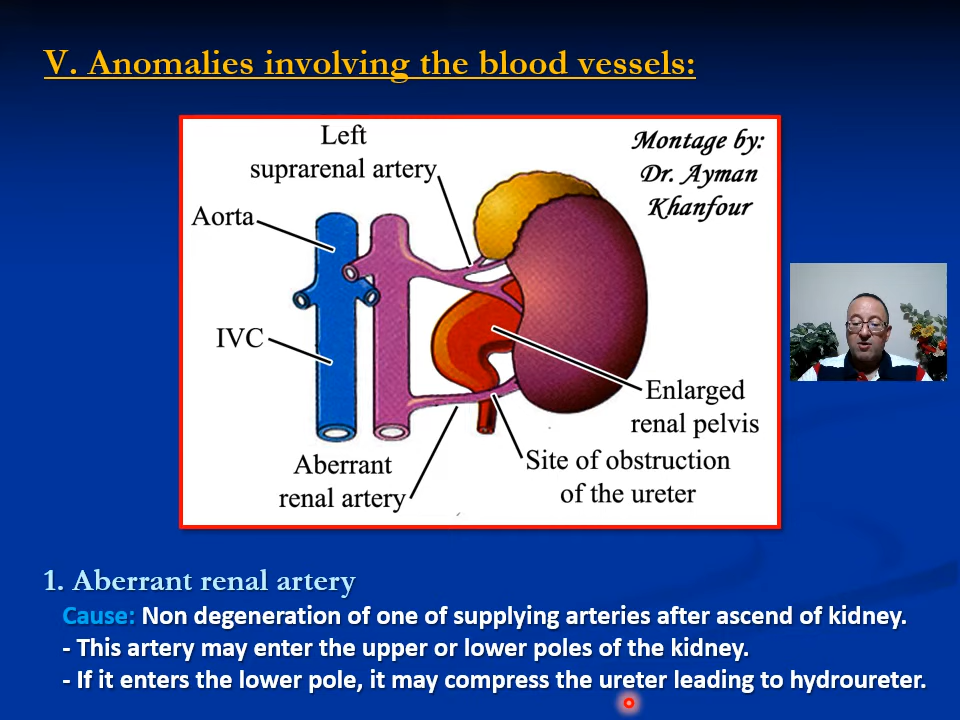 V. Anomalies involving the blood vessels:
Left
suprarenal artery
Montage by:
Dr. Ayman
Khanfour
Aorta
IVC
Enlarged
renal pelvis
Aberrant
renal artery
Site of obstruction
of the ureter
1. Aberrant renal artery
Cause: Non degeneration of one of supplying arteries after ascend of kidney.
- This artery may enter the upper or lower poles of the kidney.
- If it enters the lower pole, it may compress the ureter leading to hydroureter.